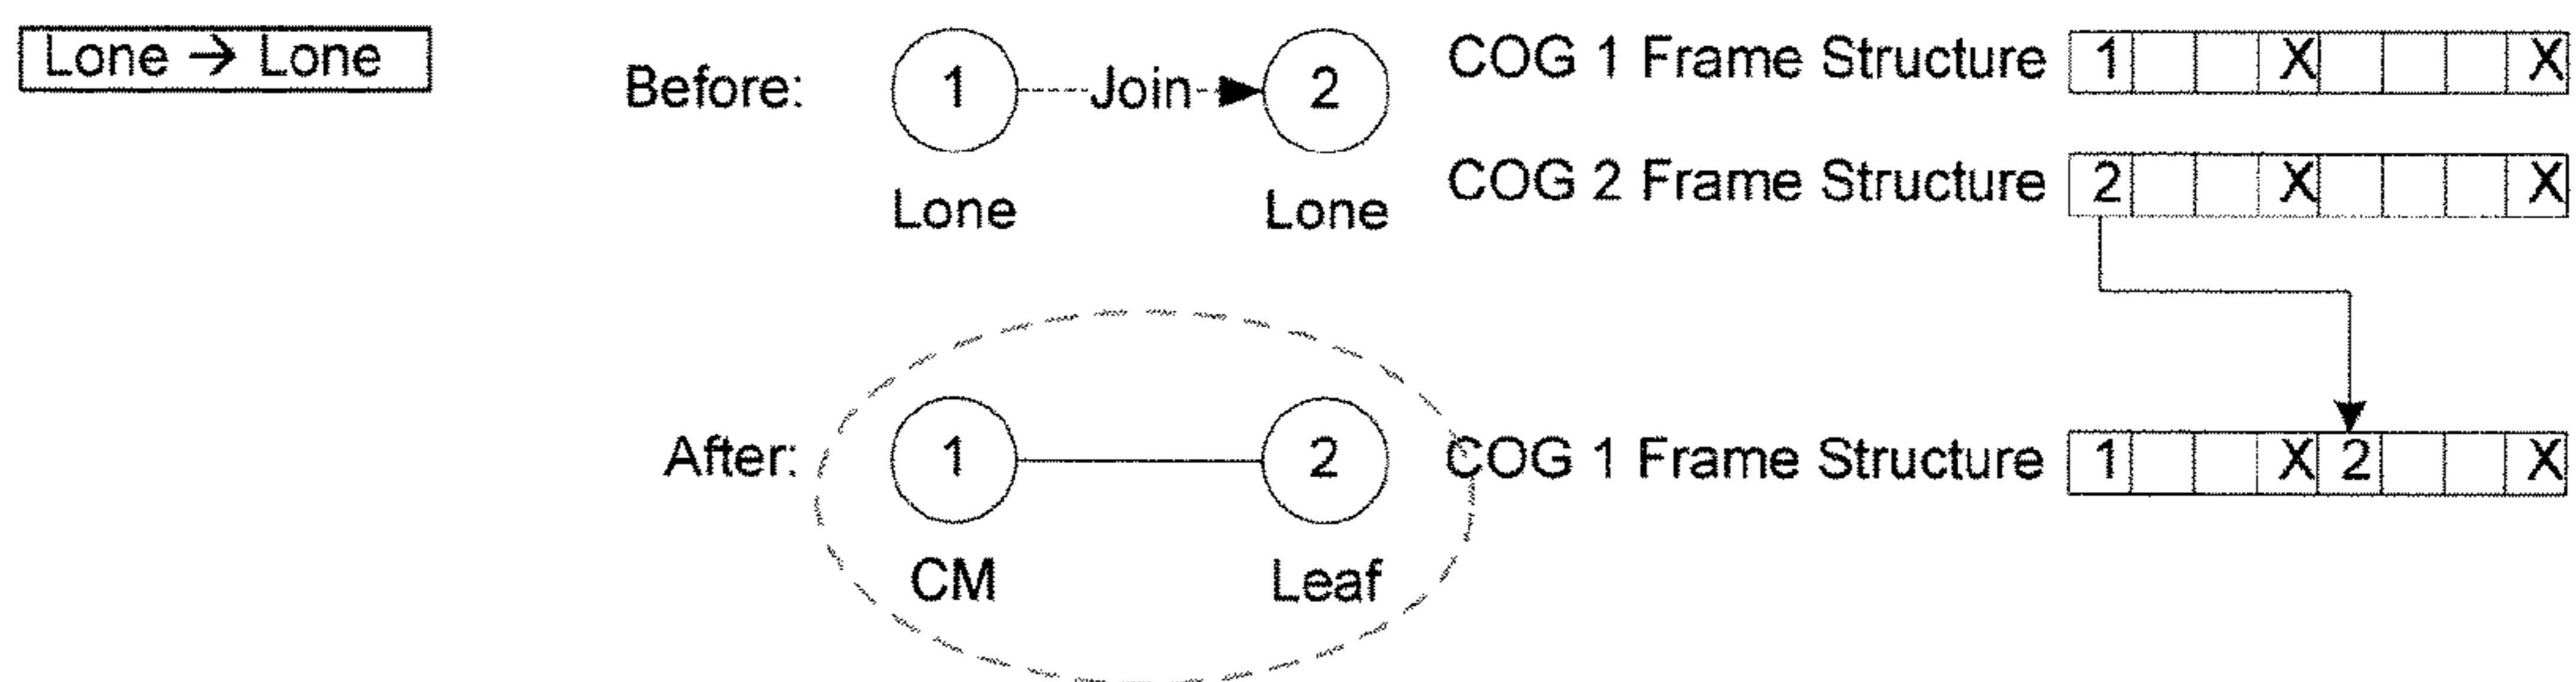 Lone → Lone
Before: 1 Join 2 COG 1 Frame Structure 1 X X
Lone Lone COG 2 Frame Structure 2 X X
After: 1 2 COG 1 Frame Structure 1 X 2 X
CM Leaf